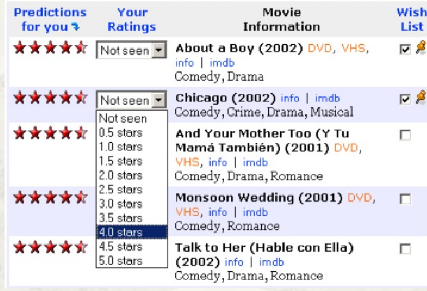 Predictions for you Your Ratings Movie Information Wish List
Not seen About a Boy (2002) DVD, VHS,
info | imdb
Comedy, Drama
Not seen Chicago (2002) info | imdb
Comedy, Crime, Drama, Musical
Not seen
0.5 stars
1.0 stars
1.5 stars
2.0 stars
2.5 stars
3.0 stars
3.5 stars
4.0 stars
4.5 stars
5.0 stars
And Your Mother Too (Y Tu
Mamá También) (2001) DVD,
VHS, info | imdb
Comedy, Drama, Romance
Monsoon Wedding (2001) DVD,
VHS, info | imdb
Comedy, Romance
Talk to Her (Hable con Ella)
(2002) info | imdb
Comedy, Drama, Romance